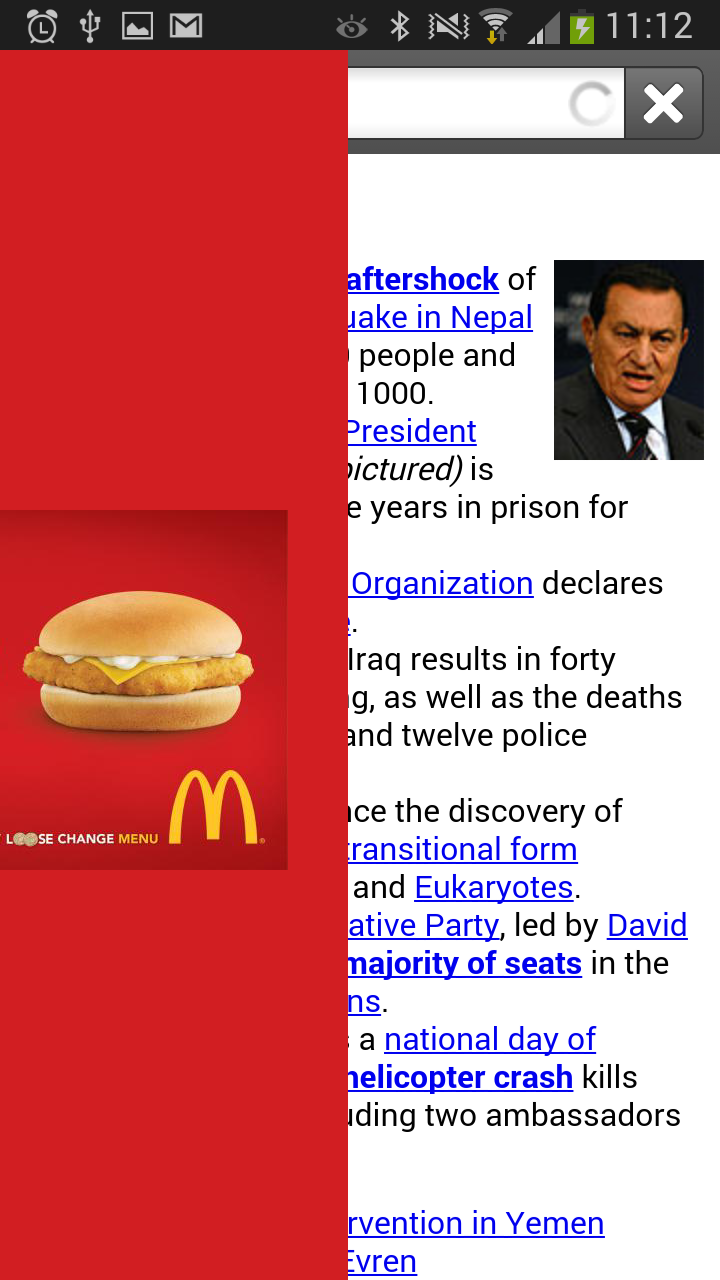 11:12
aftershock of
uake in Nepal
people and
1000.
President
pictured) is
e years in prison for
Organization declares
.
Iraq results in forty
ng, as well as the deaths
and twelve police
nce the discovery of
transitional form
and Eukaryotes.
ative Party, led by David
majority of seats in the
ns.
a national day of
helicopter crash kills
uding two ambassadors
rvention in Yemen
Evren
LOOSE CHANGE MENU